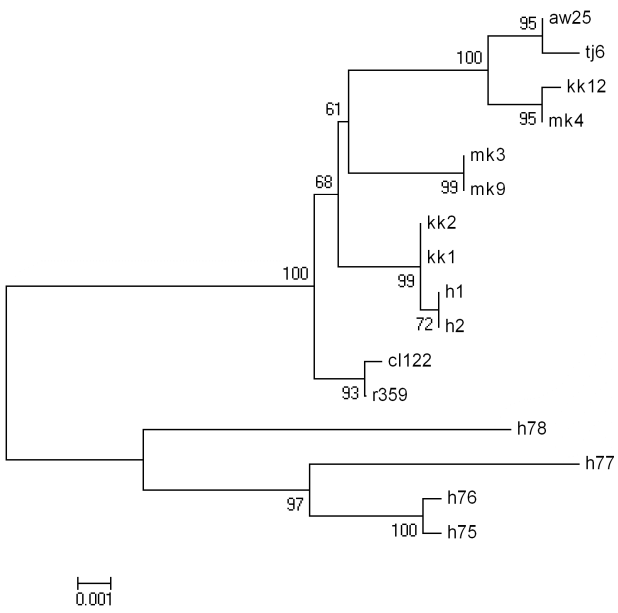 95 aw25
tj6
100
kk12
95 mk4
61
mk3
99 mk9
68
kk2
kk1
99
h1
100
72 h2
cl122
93 r359
h78
h77
97
h76
100 h75
0.001